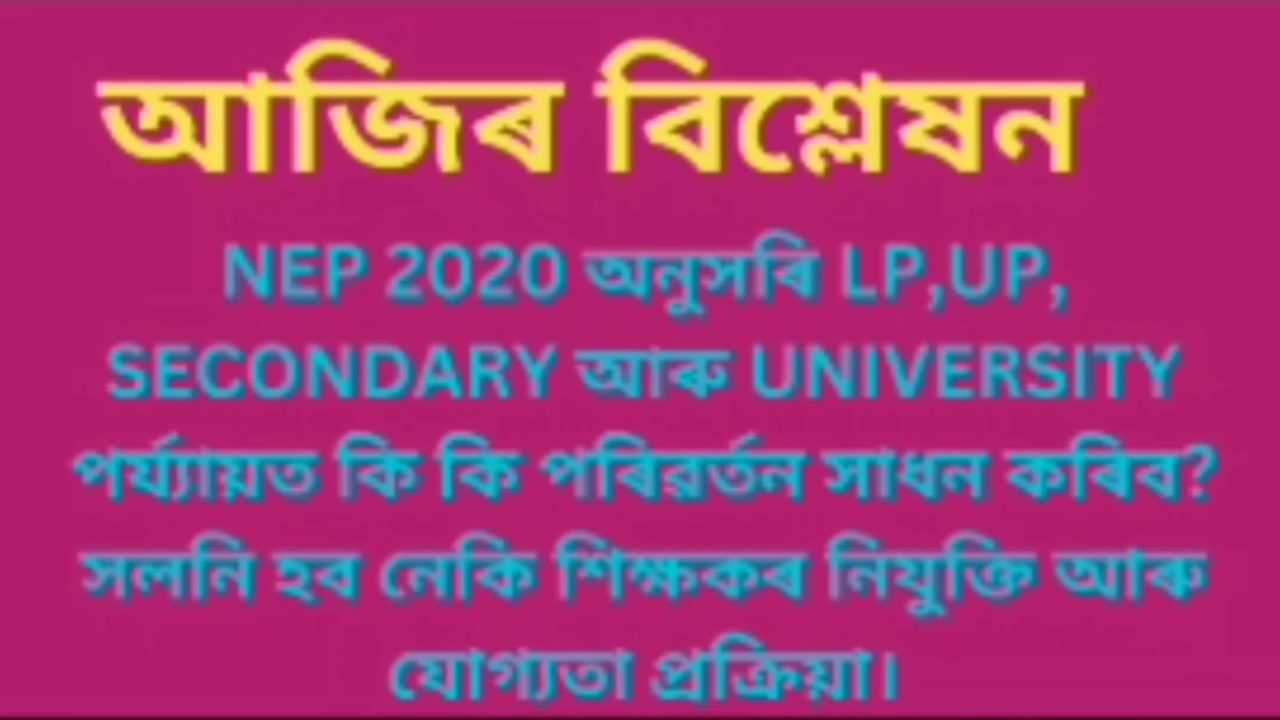 আজিৰ বিশ্লেষন
NEP 2020 অনুসৰি LP,UP,
SECONDARY আৰু UNIVERSITY
পৰ্য্যায়ত কি কি পৰিৱৰ্তন সাধন কৰিব?
সলনি হব নেকি শিক্ষকৰ নিযুক্তি আৰু
যোগ্যতা প্ৰক্ৰিয়া।